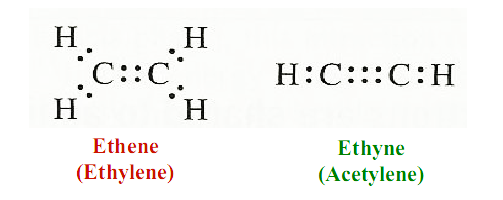 H H
C::C H:C:::C:H
H H
Ethene
(Ethylene)
Ethyne
(Acetylene)